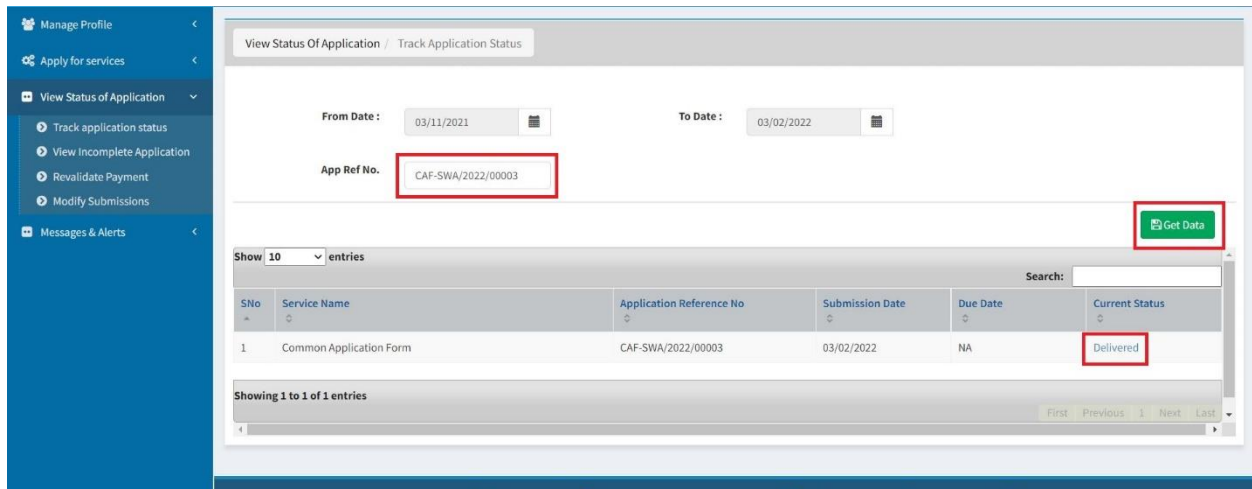 Manage Profile
Apply for services
View Status of Application
Track application status
View Incomplete Application
Revalidate Payment
Modify Submissions
Messages & Alerts
View Status Of Application / Track Application Status
From Date : 03/11/2021 To Date : 03/02/2022
App Ref No. CAF-SWA/2022/00003
Get Data
Show 10 entries
Search:
SNo Service Name Application Reference No Submission Date Due Date Current Status
1 Common Application Form CAF-SWA/2022/00003 03/02/2022 NA Delivered
Showing 1 to 1 of 1 entries
First Previous 1 Next Last